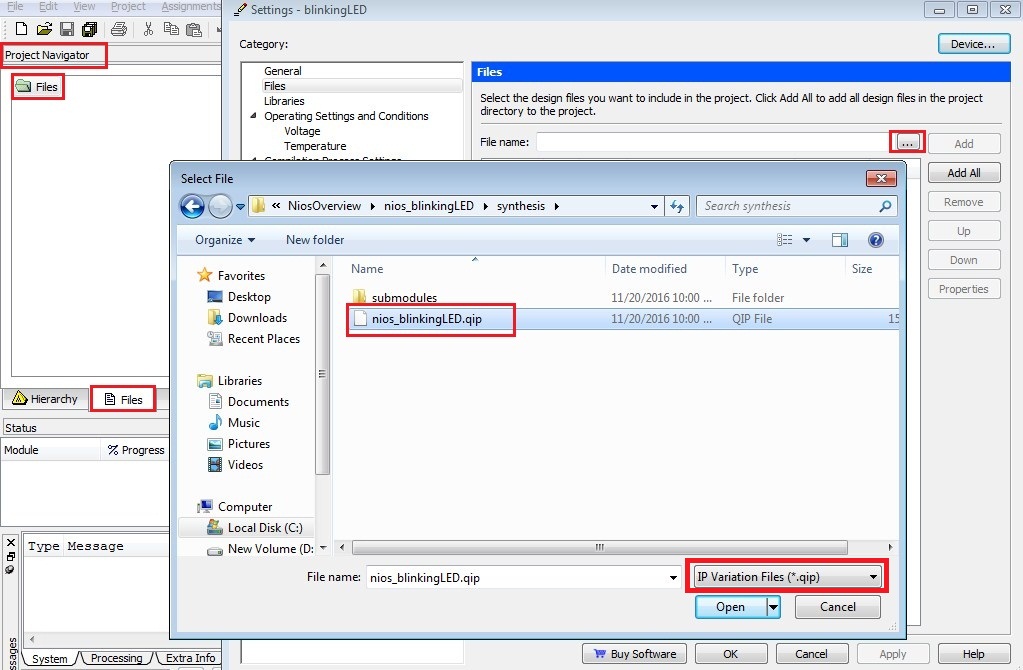 File Edit View Project Assignments
Settings - blinkingLED
Project Navigator
Files
Category:
Device...
General
Files
Libraries
Operating Settings and Conditions
Voltage
Temperature
Files
Select the design files you want to include in the project. Click Add All to add all design files in the project
directory to the project.
File name:
...
Add
Add All
Remove
Up
Down
Properties
Select File
« NiosOverview nios_blinkingLED synthesis
Search synthesis
Organize New folder
Favorites
Desktop
Downloads
Recent Places
Libraries
Documents
Music
Pictures
Videos
Computer
Local Disk (C:)
New Volume (D:
Name Date modified Type Size
submodules 11/20/2016 10:00 ... File folder
nios_blinkingLED.qip 11/20/2016 10:00 ... QIP File 15
File name: nios_blinkingLED.qip
IP Variation Files (*.qip)
Open Cancel
Hierarchy Files
Status
Module % Progress
Type Message
System Processing Extra Info
Buy Software OK Cancel Apply Help